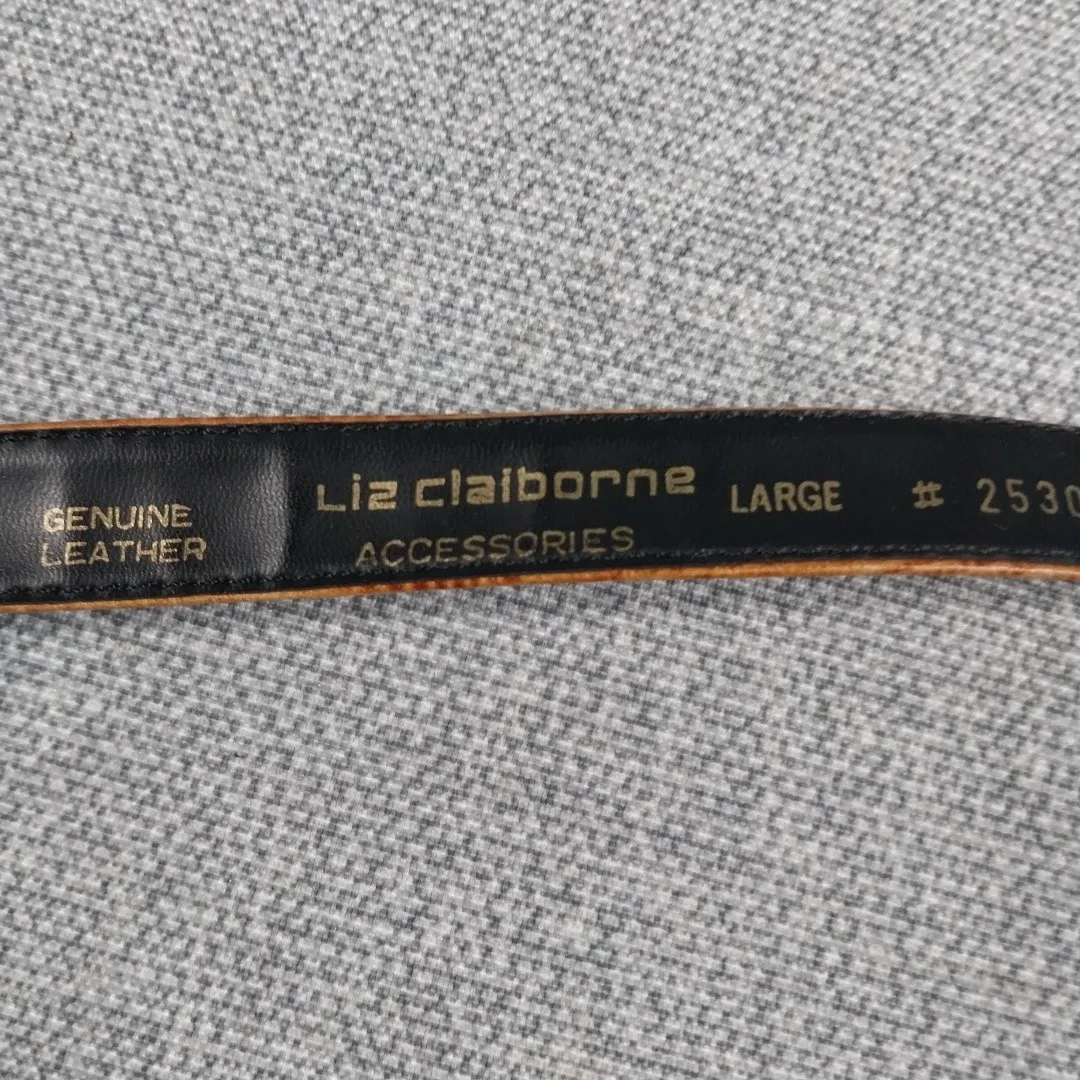 GENUINE
LEATHER
Liz claiborne
ACCESSORIES
LARGE # 2530